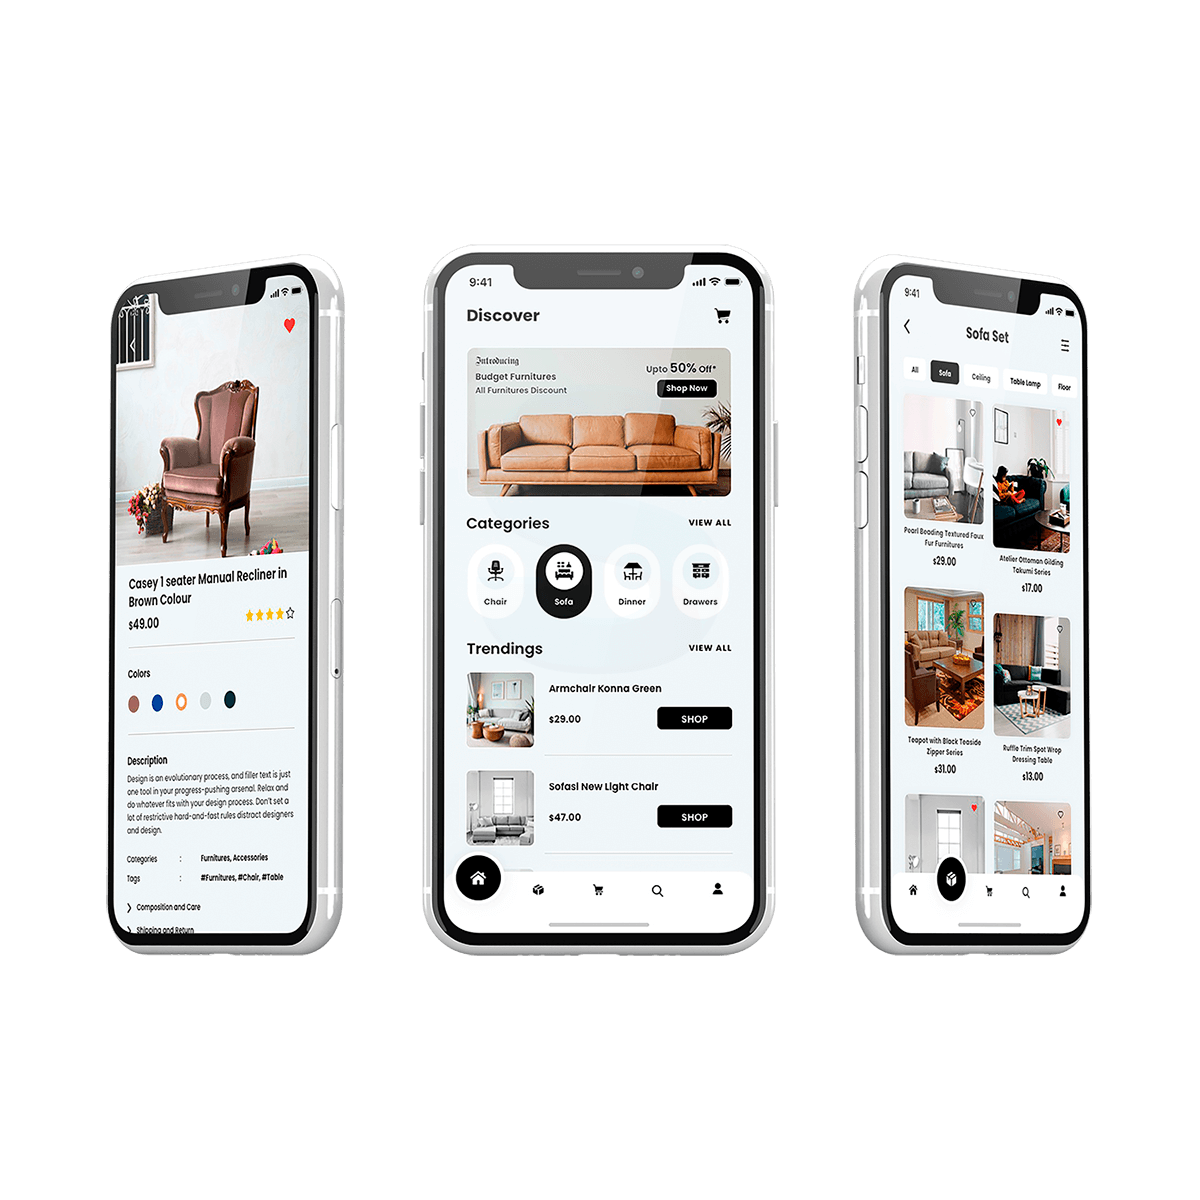 Casey 1 seater Manual Recliner in
Brown Colour
$49.00
Colors
Description
Design is an evolutionary process, and filler text is just
one tool in your progress-pushing arsenal. Relax and
do whatever fits with your design process. Don't set a
lot of restrictive hard-and-fast rules distract designers
and design.
Categories : Furnitures, Accessories
Tags : #Furnitures, #Chair, #Table
Composition and Care
Shipping and Return
9:41
Discover
Introducing
Budget Furnitures
All Furnitures Discount
Upto 50% Off*
Shop Now
Categories VIEW ALL
Chair Sofa Dinner Drawers
Trendings VIEW ALL
Armchair Konna Green
$29.00 SHOP
Sofasi New Light Chair
$47.00 SHOP
9:41
Sofa Set
All Sofa Ceiling Table Lamp Floor
Pearl Beading Textured Faux
Fur Furnitures
$29.00
Atelier Ottoman Gilding
Takumi Series
$17.00
Teapot with Black Teaside
Zipper Series
$31.00
Ruffle Trim Spot Wrap
Dressing Table
$13.00